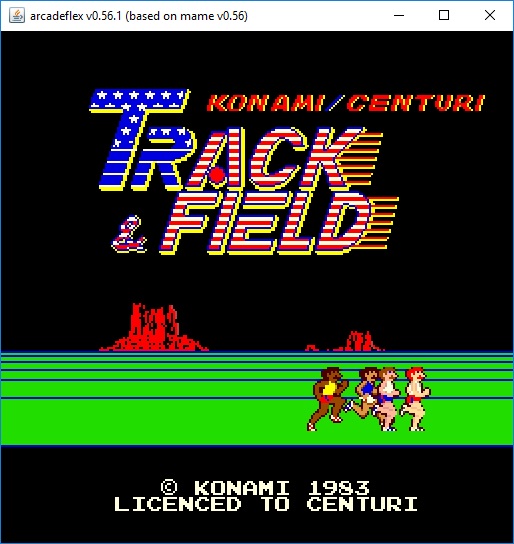 arcadeflex v0.56.1 (based on mame v0.56)
KONAMI/CENTURI
TRACK
& FIELD
© KONAMI 1983
LICENCED TO CENTURI